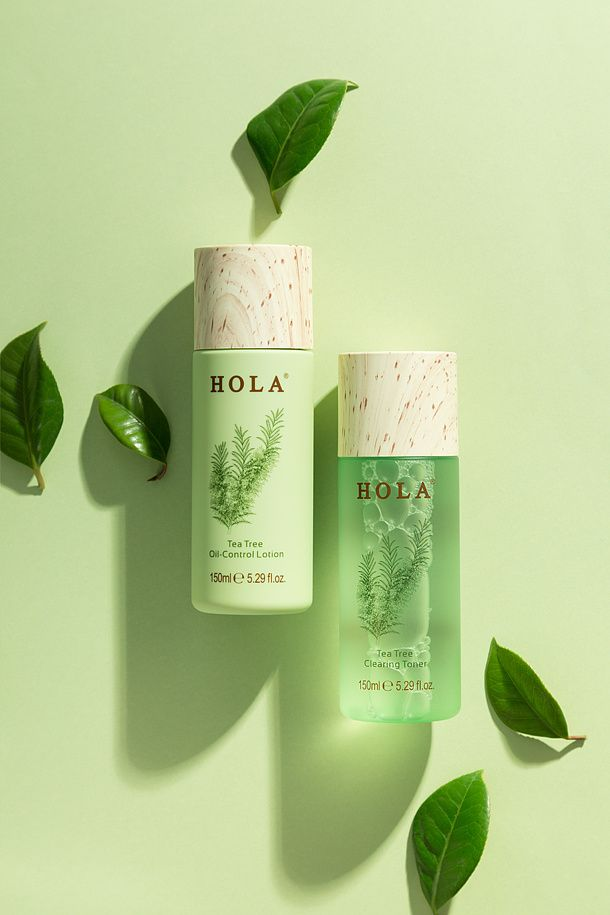 HOLA®
Tea Tree
Oil-Control Lotion
150ml ℮ 5.29 fl.oz.
HOLA®
Tea Tree
Clearing Toner
150ml ℮ 5.29 fl.oz.